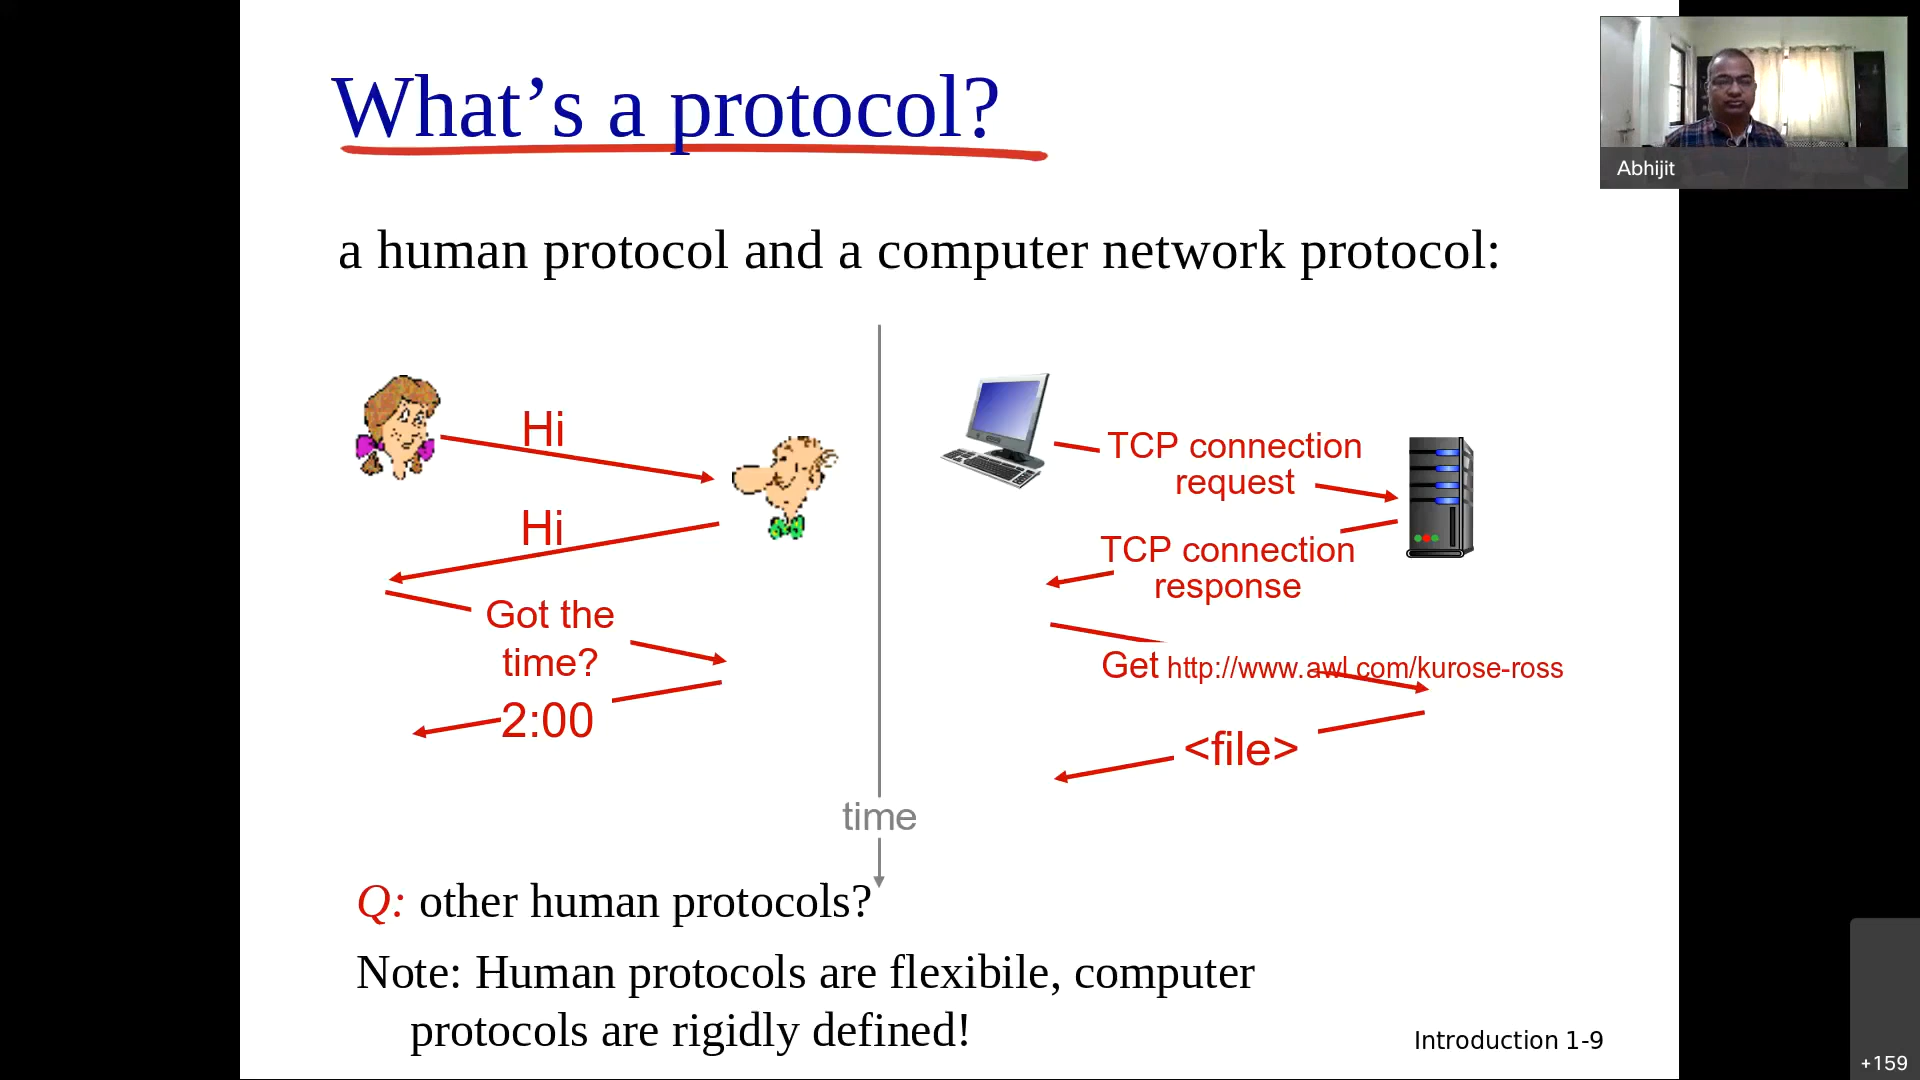 What’s a protocol?
Abhijit
a human protocol and a computer network protocol:
Hi
Hi
Got the
time?
2:00
TCP connection
request
TCP connection
response
Get http://www.awl.com/kurose-ross
<file>
time
Q: other human protocols?
Note: Human protocols are flexibile, computer
protocols are rigidly defined!
Introduction 1-9
+159